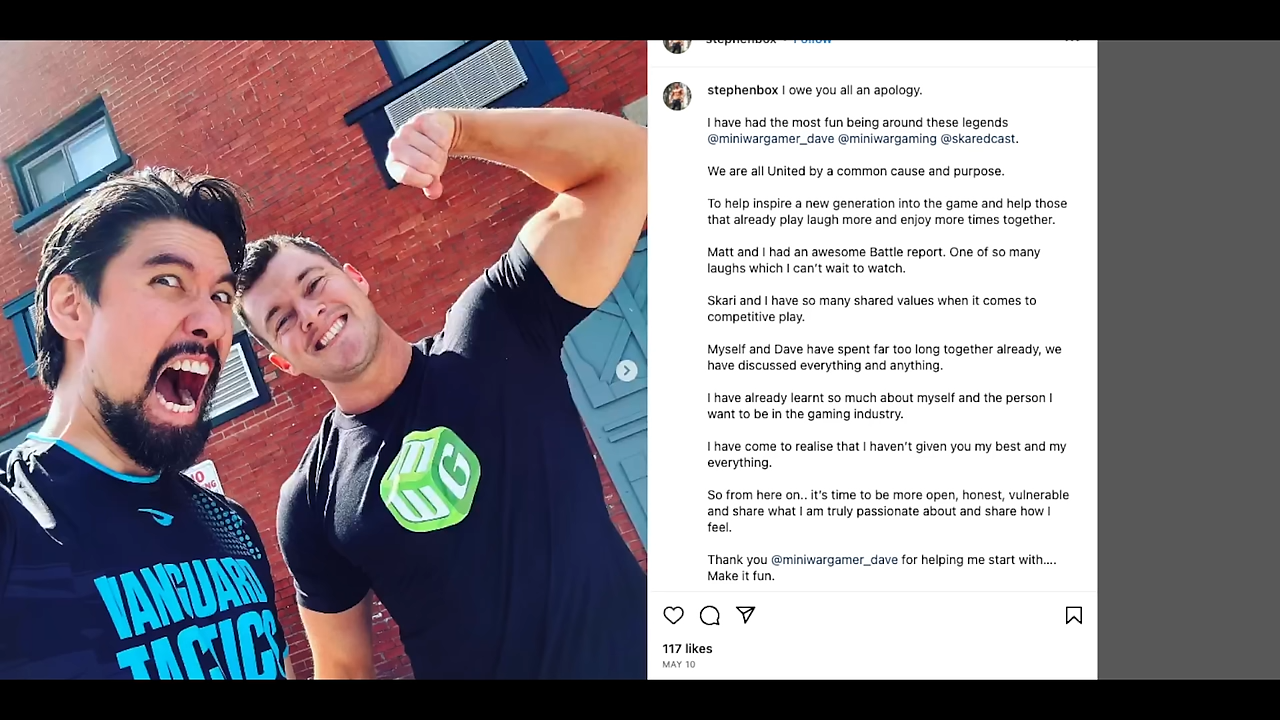 stephenbox • Follow
stephenbox I owe you all an apology.
I have had the most fun being around these legends
@miniwargamer_dave @miniwargaming @skaredcast.
We are all United by a common cause and purpose.
To help inspire a new generation into the game and help those
that already play laugh more and enjoy more times together.
Matt and I had an awesome Battle report. One of so many
laughs which I can't wait to watch.
Skari and I have so many shared values when it comes to
competitive play.
Myself and Dave have spent far too long together already, we
have discussed everything and anything.
I have already learnt so much about myself and the person I
want to be in the gaming industry.
I have come to realise that I haven't given you my best and my
everything.
So from here on.. it's time to be more open, honest, vulnerable
and share what I am truly passionate about and share how I
feel.
Thank you @miniwargamer_dave for helping me start with....
Make it fun.
117 likes
MAY 10
VANGUARD
TACTICS
G